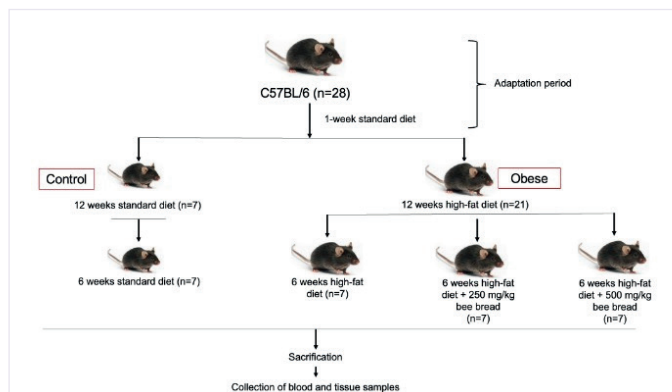 C57BL/6 (n=28)
Adaptation period
1-week standard diet
Control
Obese
12 weeks standard diet (n=7)
12 weeks high-fat diet (n=21)
6 weeks standard diet (n=7)
6 weeks high-fat
diet (n=7)
6 weeks high-fat
diet + 250 mg/kg
bee bread
(n=7)
6 weeks high-fat
diet + 500 mg/kg
bee bread
(n=7)
Sacrification
Collection of blood and tissue samples